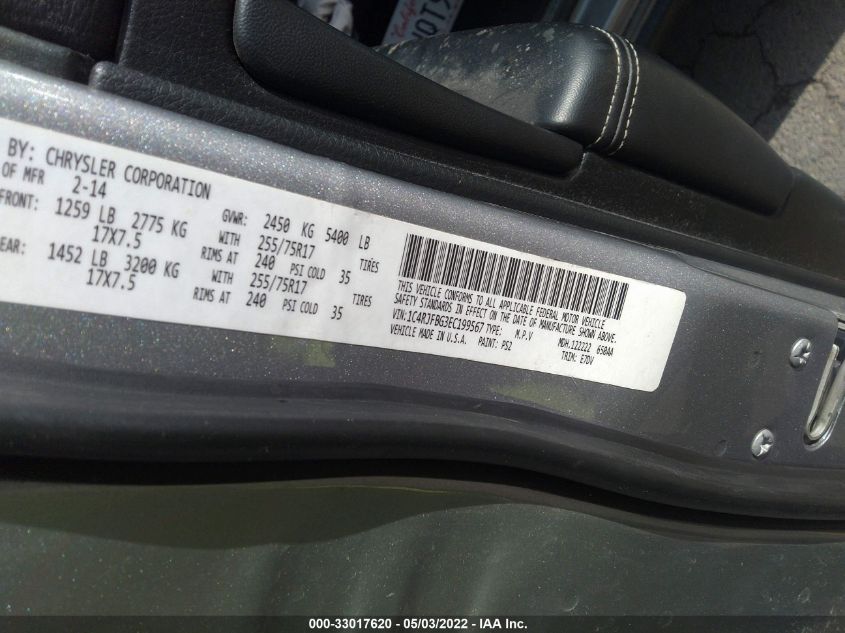 California
BY: CHRYSLER CORPORATION
OF MFR 2-14 GVWR: 2450 KG 5400 LB
FRONT: 1259 LB 2775 KG WITH 255/75R17 TIRES
17X7.5 RIMS AT 240 PSI COLD 35
EAR: 1452 LB 3200 KG WITH 255/75R17 TIRES
17X7.5 RIMS AT 240 PSI COLD 35
THIS VEHICLE CONFORMS TO ALL APPLICABLE FEDERAL MOTOR VEHICLE
SAFETY STANDARDS IN EFFECT ON THE DATE OF MANUFACTURE SHOWN ABOVE.
VIN:1C4RJFBG3EC199567 TYPE: M.P.V MDH.122222 650AA
VEHICLE MADE IN U.S.A. PAINT: PSZ TRIM: E7DV
000-33017620 - 05/03/2022 - IAA Inc.